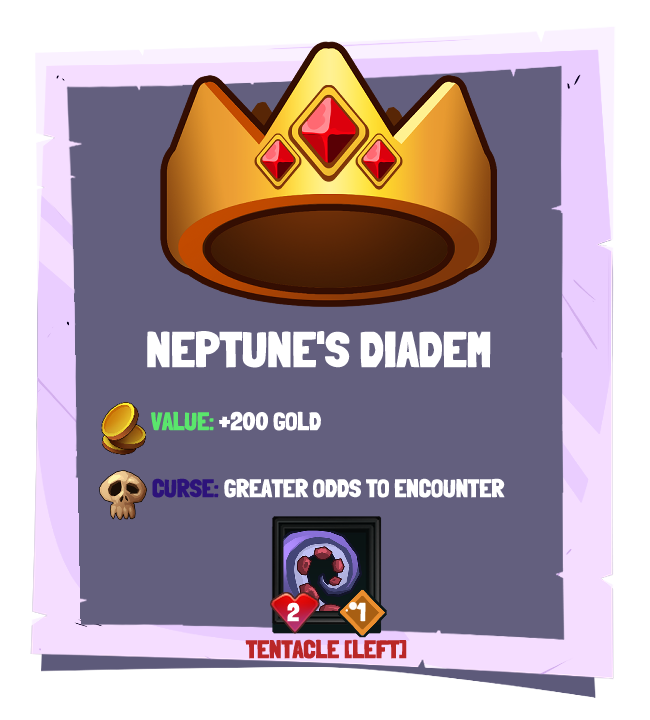 NEPTUNE'S DIADEM
VALUE: +200 GOLD
CURSE: GREATER ODDS TO ENCOUNTER
2 1
TENTACLE [LEFT]